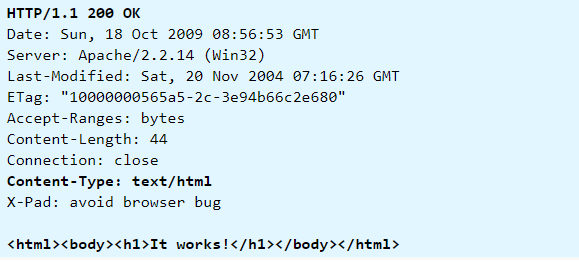 HTTP/1.1 200 OK
Date: Sun, 18 Oct 2009 08:56:53 GMT
Server: Apache/2.2.14 (Win32)
Last-Modified: Sat, 20 Nov 2004 07:16:26 GMT
ETag: "10000000565a5-2c-3e94b66c2e680"
Accept-Ranges: bytes
Content-Length: 44
Connection: close
Content-Type: text/html
X-Pad: avoid browser bug

<html><body><h1>It works!</h1></body></html>